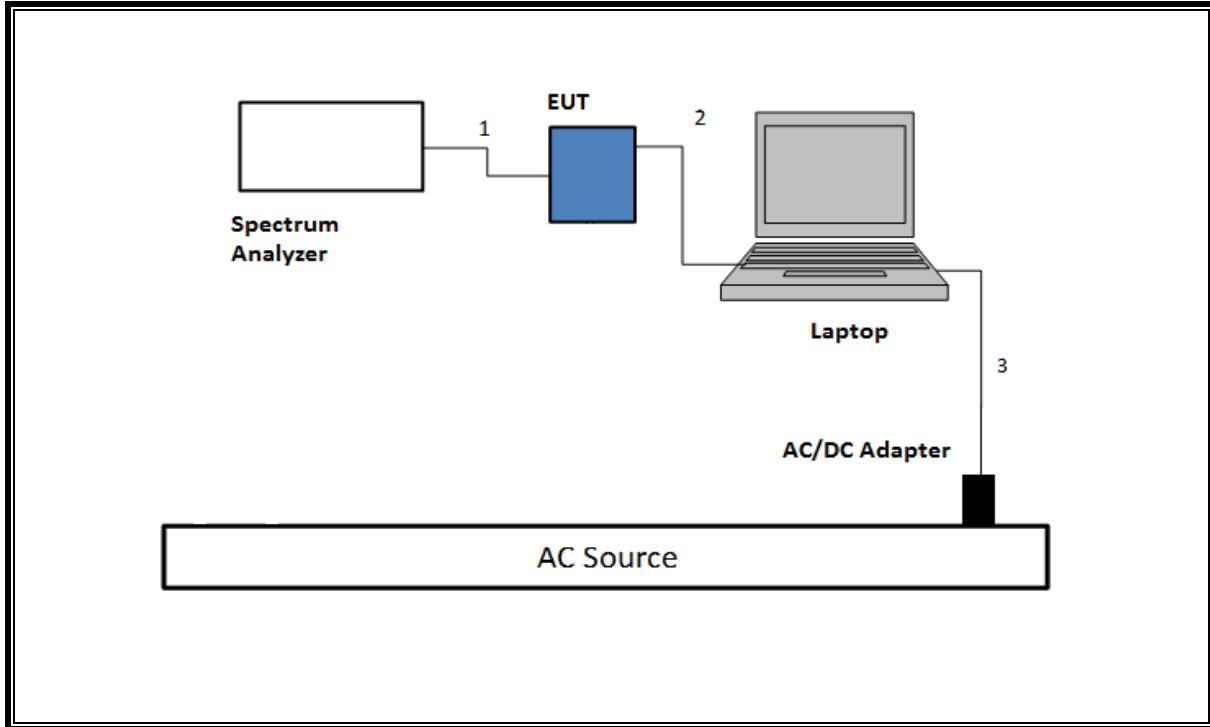 EUT
1
2
Spectrum
Analyzer
Laptop
3
AC/DC Adapter
AC Source